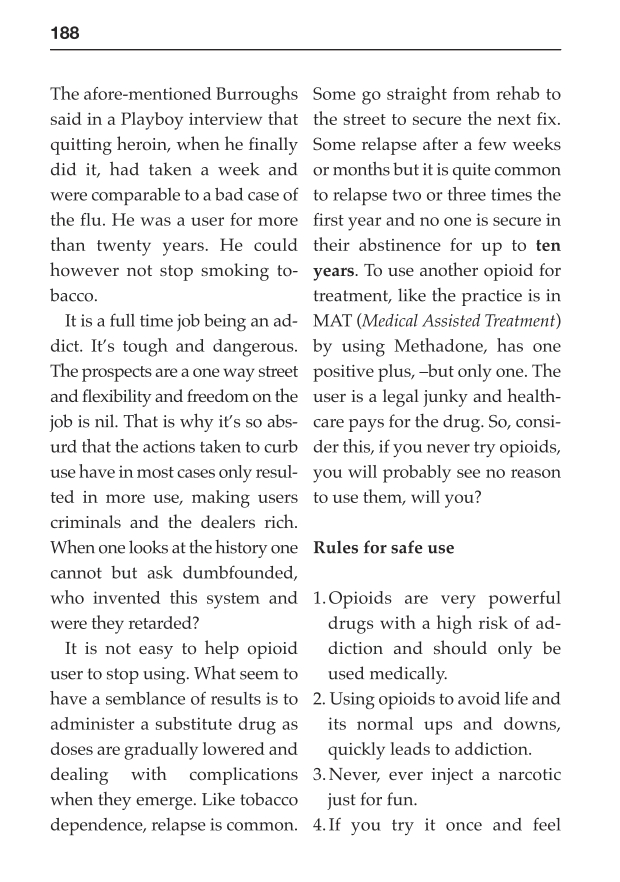 188
The afore-mentioned Burroughs
said in a Playboy interview that
quitting heroin, when he finally
did it, had taken a week and
were comparable to a bad case of
the flu. He was a user for more
than twenty years. He could
however not stop smoking to-
bacco.
It is a full time job being an ad-
dict. It’s tough and dangerous.
The prospects are a one way street
and flexibility and freedom on the
job is nil. That is why it’s so abs-
urd that the actions taken to curb
use have in most cases only resul-
ted in more use, making users
criminals and the dealers rich.
When one looks at the history one
cannot but ask dumbfounded,
who invented this system and
were they retarded?
It is not easy to help opioid
user to stop using. What seem to
have a semblance of results is to
administer a substitute drug as
doses are gradually lowered and
dealing with complications
when they emerge. Like tobacco
dependence, relapse is common.
Some go straight from rehab to
the street to secure the next fix.
Some relapse after a few weeks
or months but it is quite common
to relapse two or three times the
first year and no one is secure in
their abstinence for up to ten
years. To use another opioid for
treatment, like the practice is in
MAT (Medical Assisted Treatment)
by using Methadone, has one
positive plus, –but only one. The
user is a legal junky and health-
care pays for the drug. So, consi-
der this, if you never try opioids,
you will probably see no reason
to use them, will you?
Rules for safe use
1. Opioids are very powerful
drugs with a high risk of ad-
diction and should only be
used medically.
2. Using opioids to avoid life and
its normal ups and downs,
quickly leads to addiction.
3. Never, ever inject a narcotic
just for fun.
4. If you try it once and feel